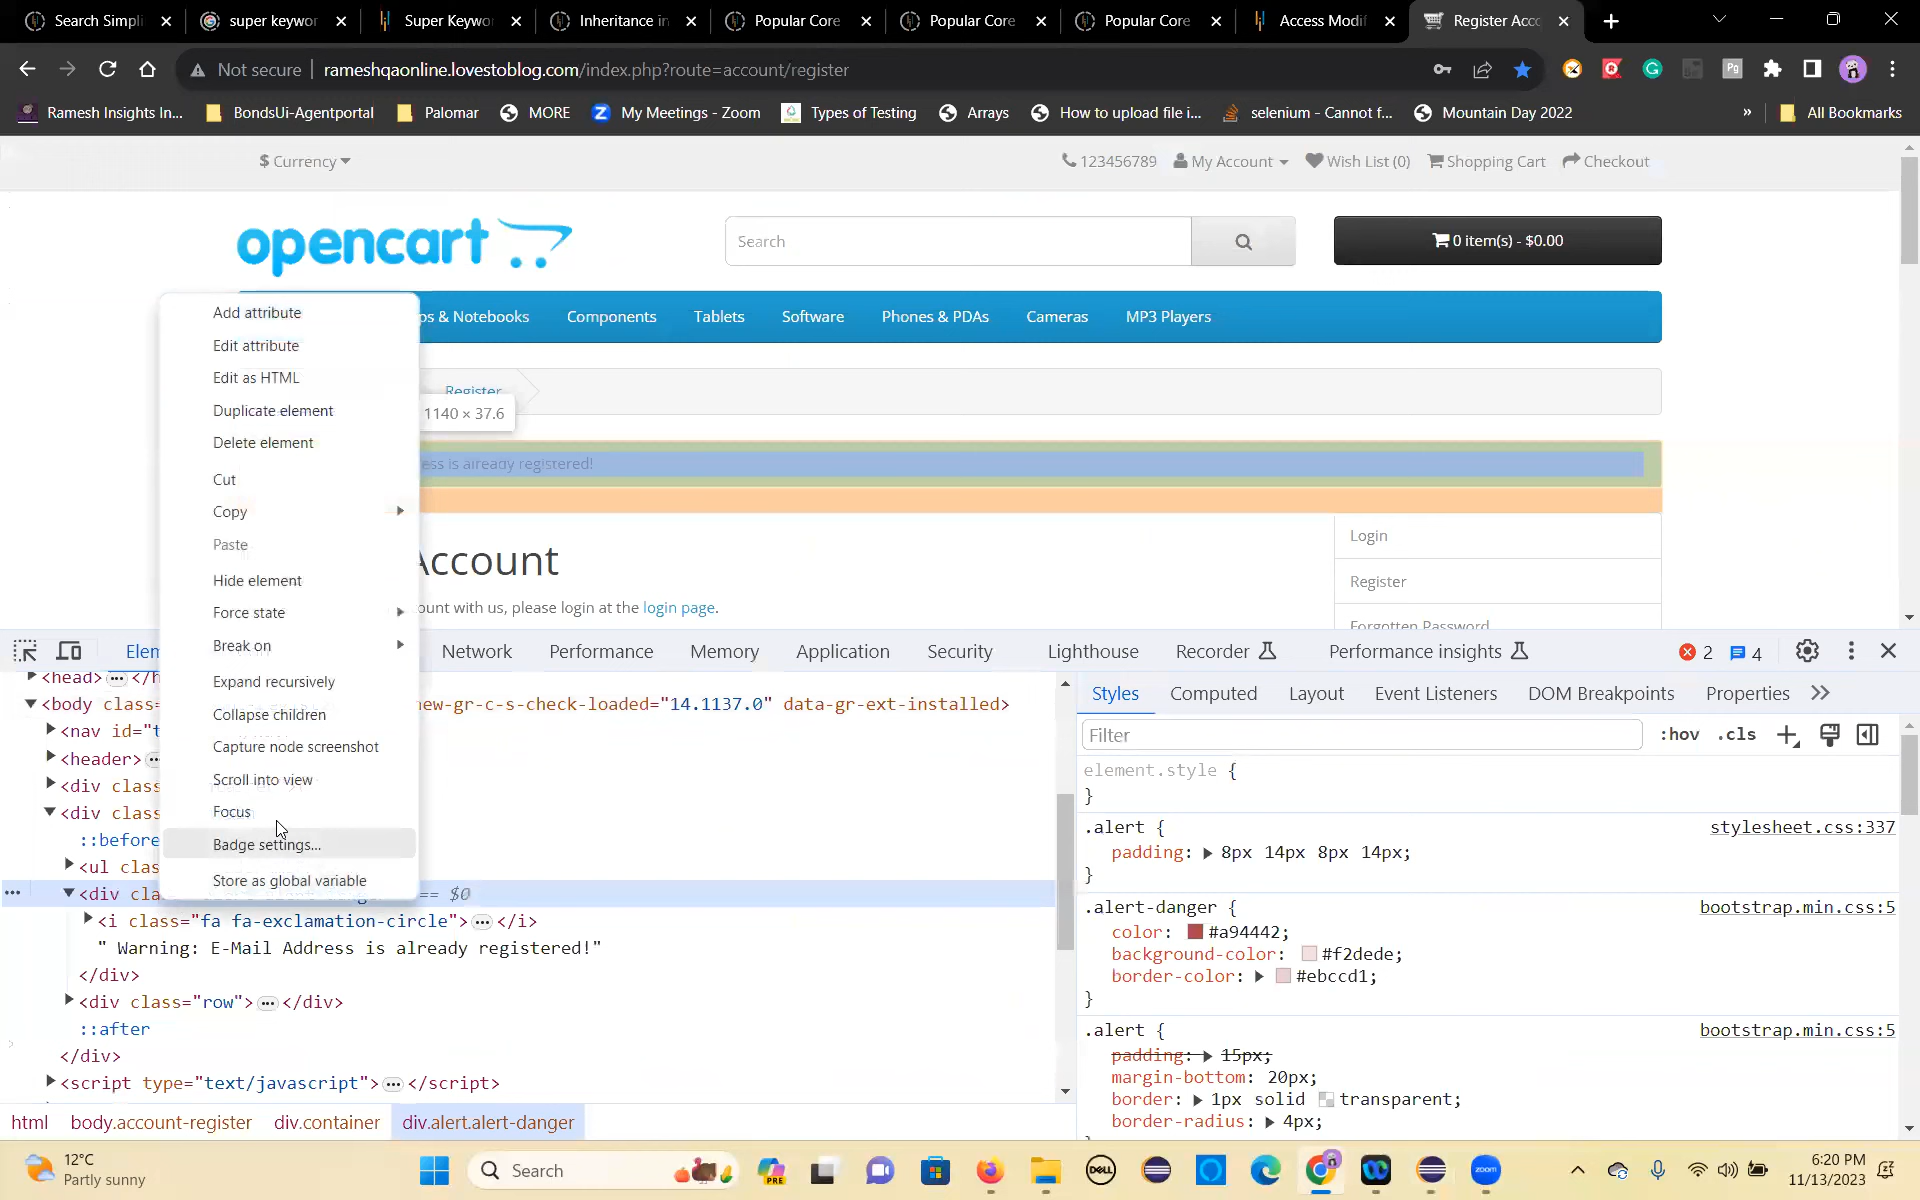 Search Simpli
super keywor
Super Keywo
Inheritance in
Popular Core
Popular Core
Popular Core
Access Modif
Register Acco
Not secure
rameshqaonline.lovestoblog.com/index.php?route=account/register
Ramesh Insights In...
BondsUi-Agentportal
Palomar
MORE
My Meetings - Zoom
Types of Testing
Arrays
How to upload file i...
selenium - Cannot f...
Mountain Day 2022
»
All Bookmarks
$ Currency
123456789
My Account
Wish List (0)
Shopping Cart
Checkout
opencart
Search
0 item(s) - $0.00
ps & Notebooks
Components
Tablets
Software
Phones & PDAs
Cameras
MP3 Players
Register
1140 × 37.6
ess is already registered!
Account
ount with us, please login at the login page.
Login
Register
Forgotten Password
Add attribute
Edit attribute
Edit as HTML
Duplicate element
Delete element
Cut
Copy
Paste
Hide element
Force state
Break on
Expand recursively
Collapse children
Capture node screenshot
Scroll into view
Focus
Badge settings...
Store as global variable
Elem
Network
Performance
Memory
Application
Security
Lighthouse
Recorder
Performance insights
2
4
<head> ... </h
<body class= new-gr-c-s-check-loaded="14.1137.0" data-gr-ext-installed>
<nav id="t
<header> ...
<div class
<div class
::before
<ul clas
<div cla == $0
<i class="fa fa-exclamation-circle"> ... </i>
" Warning: E-Mail Address is already registered!"
</div>
<div class="row"> ... </div>
::after
</div>
<script type="text/javascript"> ... </script>
html
body.account-register
div.container
div.alert.alert-danger
Styles
Computed
Layout
Event Listeners
DOM Breakpoints
Properties
Filter
:hov
.cls
element.style {
}
.alert {
stylesheet.css:337
padding: 8px 14px 8px 14px;
}
.alert-danger {
bootstrap.min.css:5
color: #a94442;
background-color: #f2dede;
border-color: #ebccd1;
}
.alert {
bootstrap.min.css:5
padding: 15px;
margin-bottom: 20px;
border: 1px solid transparent;
border-radius: 4px;
12°C
Partly sunny
Search
PRE
DELL
zoom
6:20 PM
11/13/2023